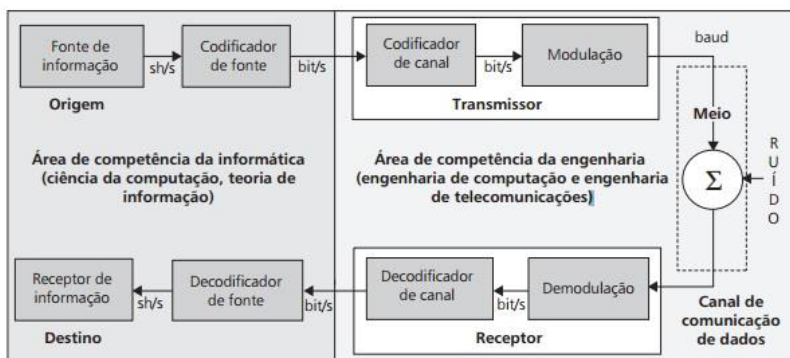 Fonte de
informação
sh/s
Codificador
de fonte
bit/s
Codificador
de canal
bit/s
Modulação
baud
Origem
Transmissor
Meio
Área de competência da informática
(ciência da computação, teoria de
informação)
Área de competência da engenharia
(engenharia de computação e engenharia
de telecomunicações)
Σ
R
U
Í
D
O
Receptor de
informação
sh/s
Decodificador
de fonte
bit/s
Decodificador
de canal
bit/s
Demodulação
Destino
Receptor
Canal de
comunicação
de dados